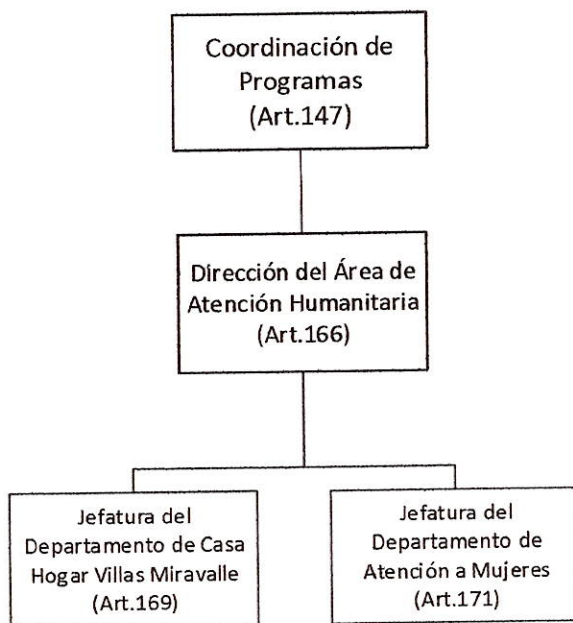 Coordinación de
Programas
(Art.147)
Dirección del Área de
Atención Humanitaria
(Art.166)
Jefatura del
Departamento de Casa
Hogar Villas Miravalle
(Art.169)
Jefatura del
Departamento de
Atención a Mujeres
(Art.171)